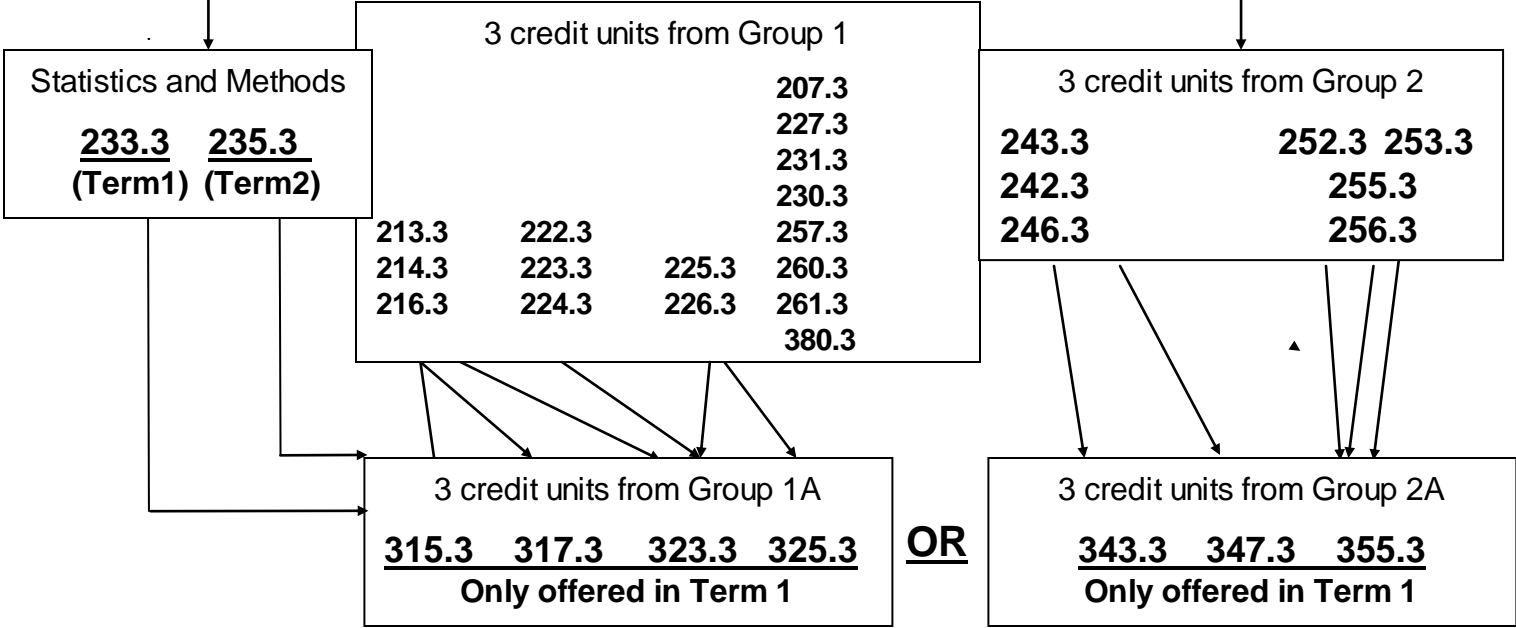 Statistics and Methods
233.3 235.3
(Term1) (Term2)
3 credit units from Group 1
207.3
227.3
231.3
230.3
213.3 222.3 257.3
214.3 223.3 225.3 260.3
216.3 224.3 226.3 261.3
380.3
3 credit units from Group 2
243.3 252.3 253.3
242.3 255.3
246.3 256.3
3 credit units from Group 1A
315.3 317.3 323.3 325.3
Only offered in Term 1
OR
3 credit units from Group 2A
343.3 347.3 355.3
Only offered in Term 1